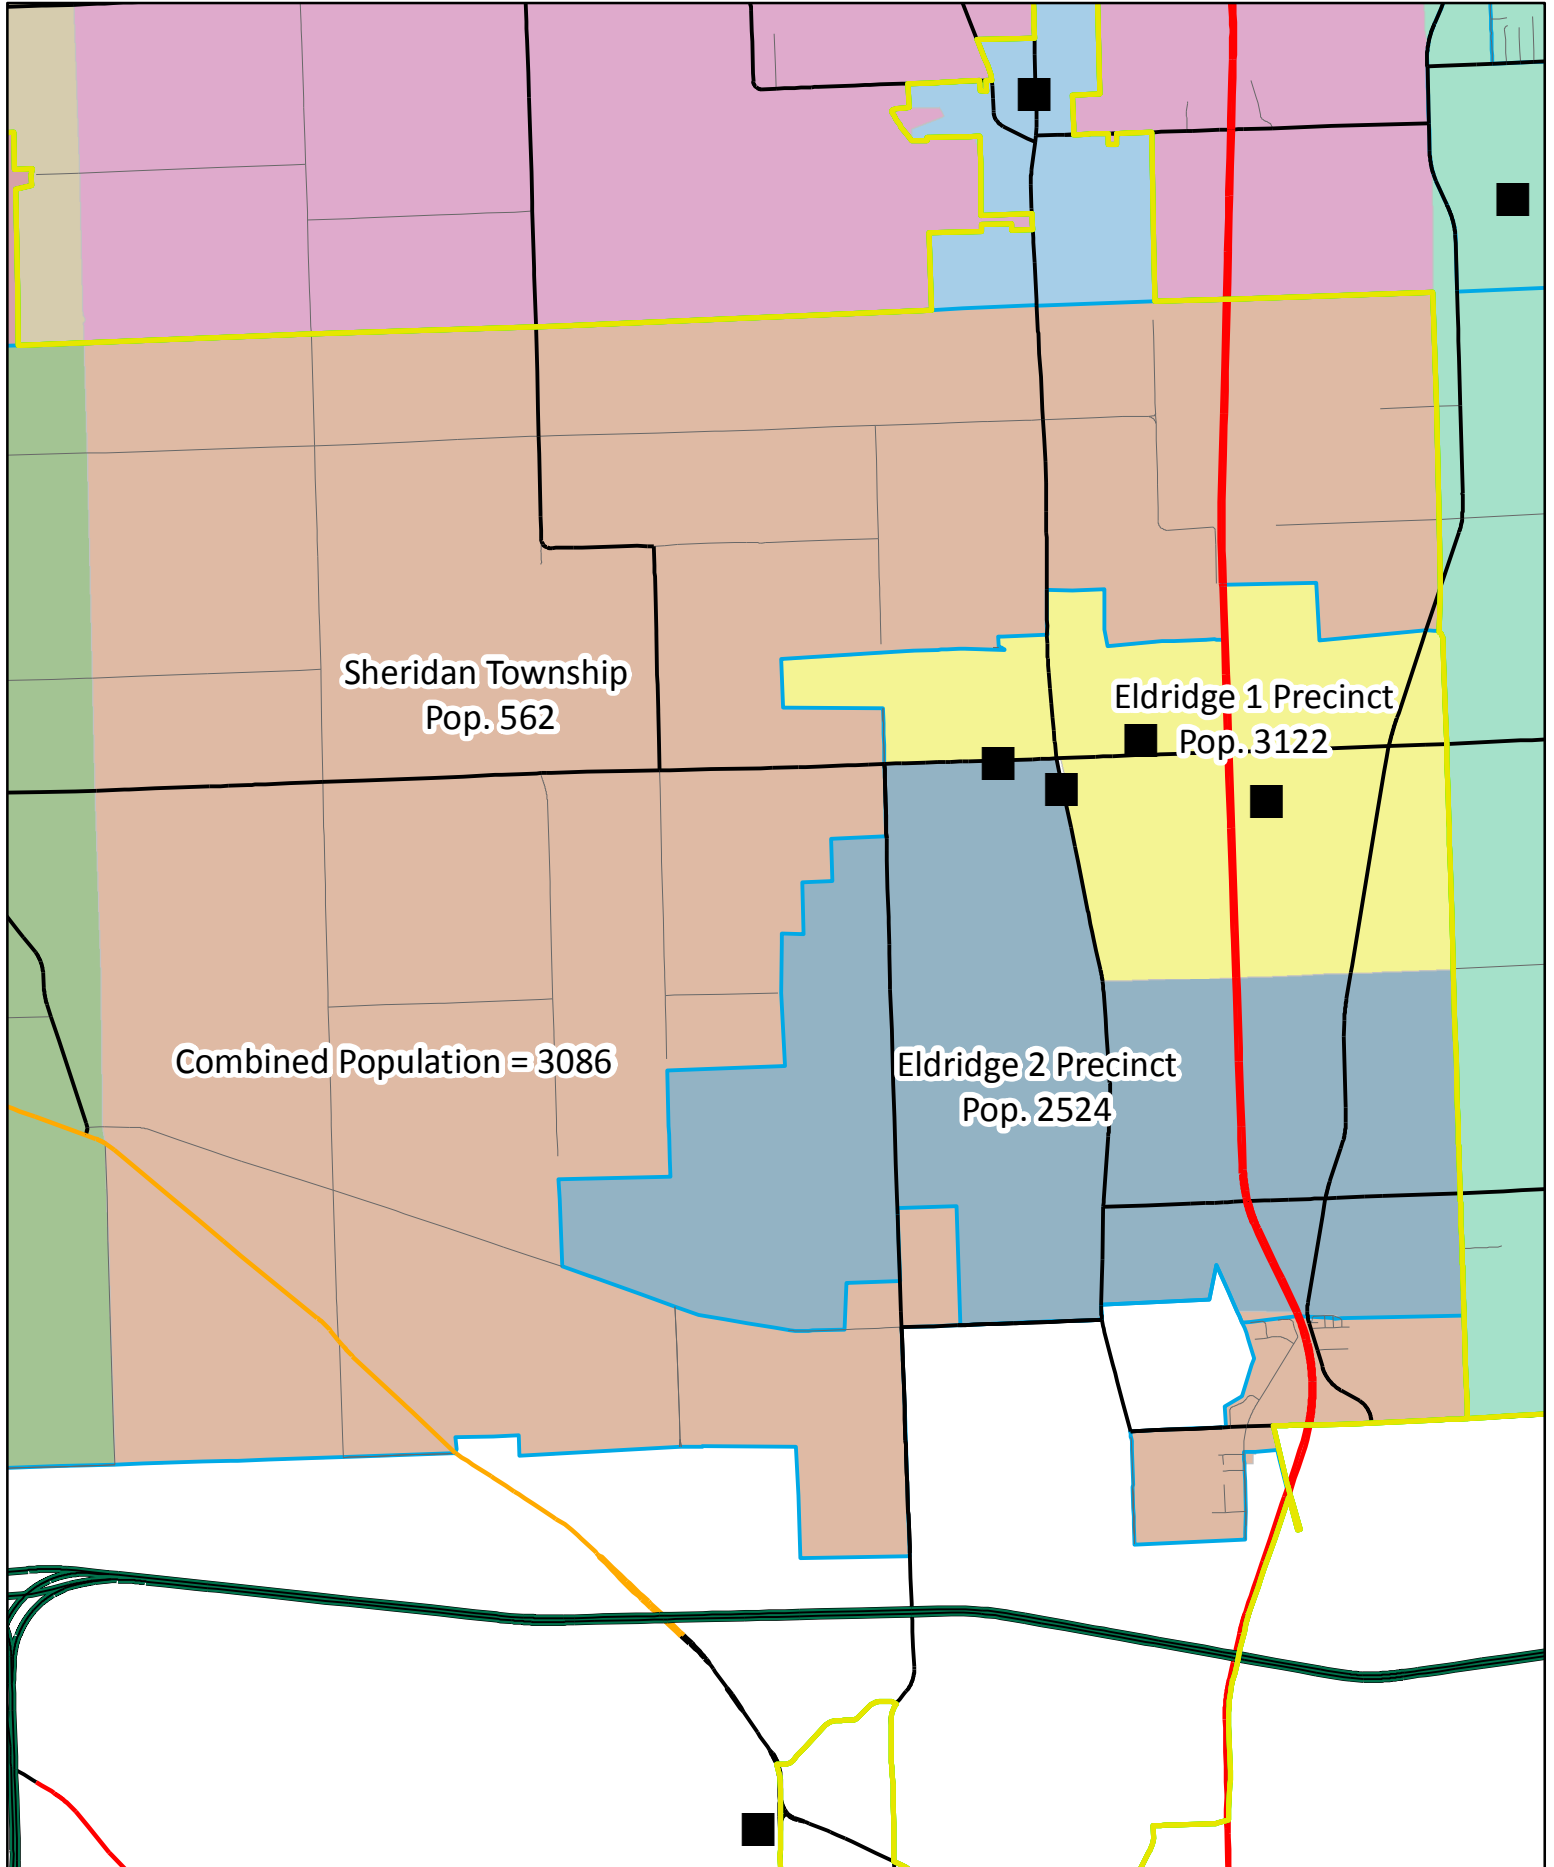 Sheridan Township
Pop. 562
Eldridge 1 Precinct
Pop. 3122
Combined Population = 3086
Eldridge 2 Precinct
Pop. 2524